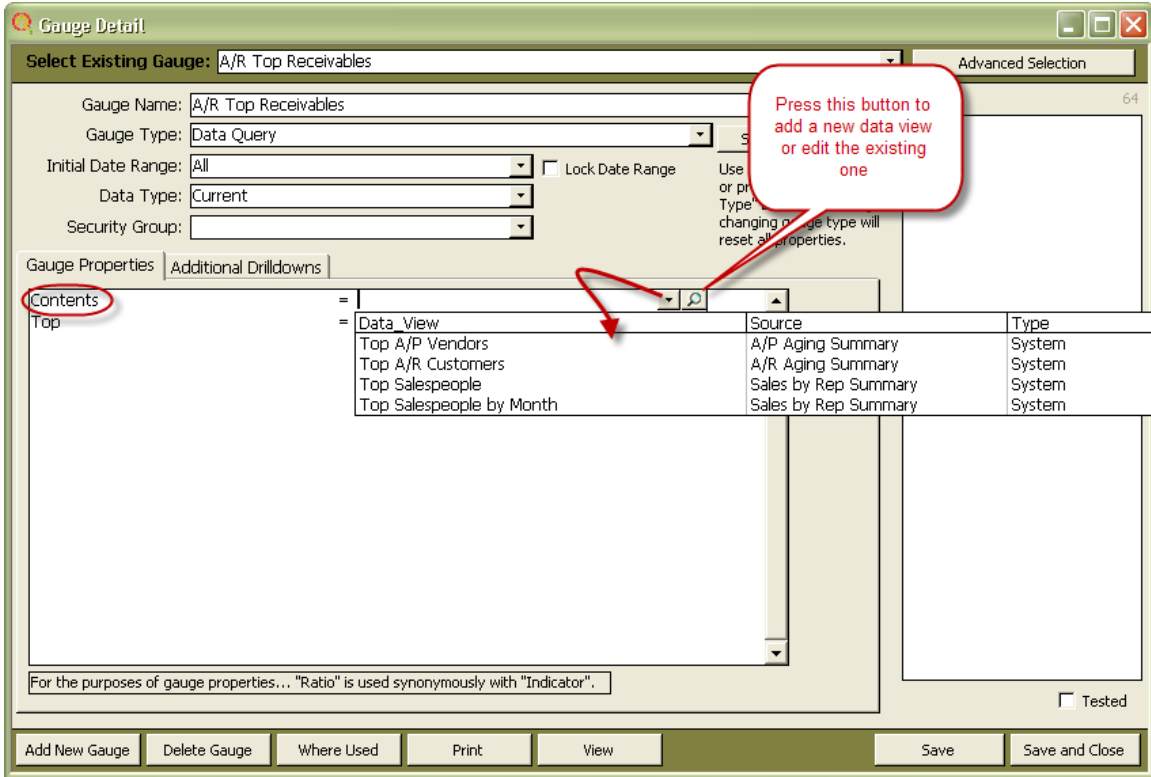 Gauge Detail
Select Existing Gauge: A/R Top Receivables
Advanced Selection
Gauge Name: A/R Top Receivables
64
Gauge Type: Data Query
S
Initial Date Range: All
Lock Date Range
Data Type: Current
Security Group:
Use
or pr
Type"
changing type will
reset all properties.
Press this button to
add a new data view
or edit the existing
one
Gauge Properties
Additional Drilldowns
Contents =
Top =
Data_View Source Type
Top A/P Vendors A/P Aging Summary System
Top A/R Customers A/R Aging Summary System
Top Salespeople Sales by Rep Summary System
Top Salespeople by Month Sales by Rep Summary System
For the purposes of gauge properties... "Ratio" is used synonymously with "Indicator".
Tested
Add New Gauge
Delete Gauge
Where Used
Print
View
Save
Save and Close